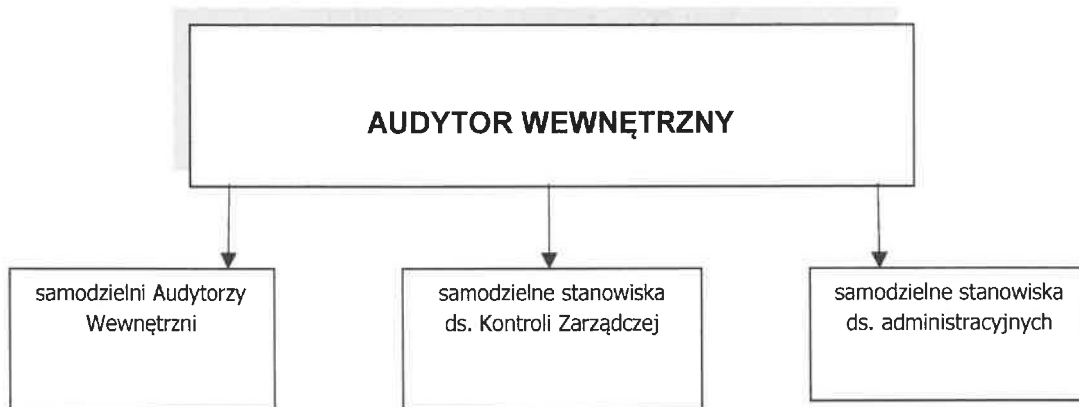 AUDYTOR WEWNĘTRZNY
samodzielni Audytorzy
Wewnętrzni
samodzielne stanowiska
ds. Kontroli Zarządczej
samodzielne stanowiska
ds. administracyjnych